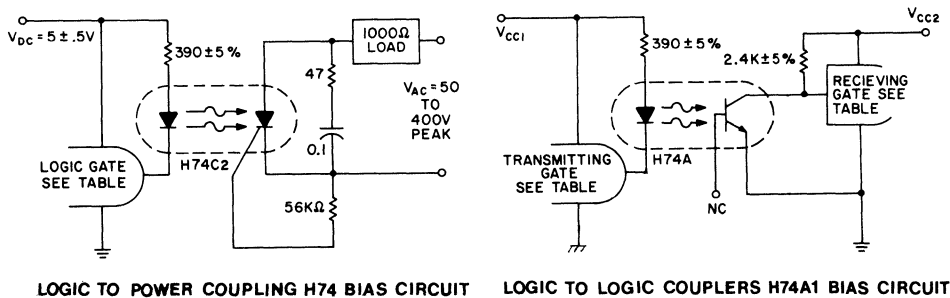 V_DC = 5 ± .5V
390 ± 5%
1000Ω
LOAD
47
V_AC = 50
TO
400V
PEAK
0.1
H74C2
LOGIC GATE
SEE TABLE
56KΩ
LOGIC TO POWER COUPLING H74 BIAS CIRCUIT
V_CC1
V_CC2
390 ± 5%
2.4K ± 5%
RECIEVING
GATE SEE
TABLE
H74A
TRANSMITTING
GATE
SEE TABLE
NC
LOGIC TO LOGIC COUPLERS H74A1 BIAS CIRCUIT